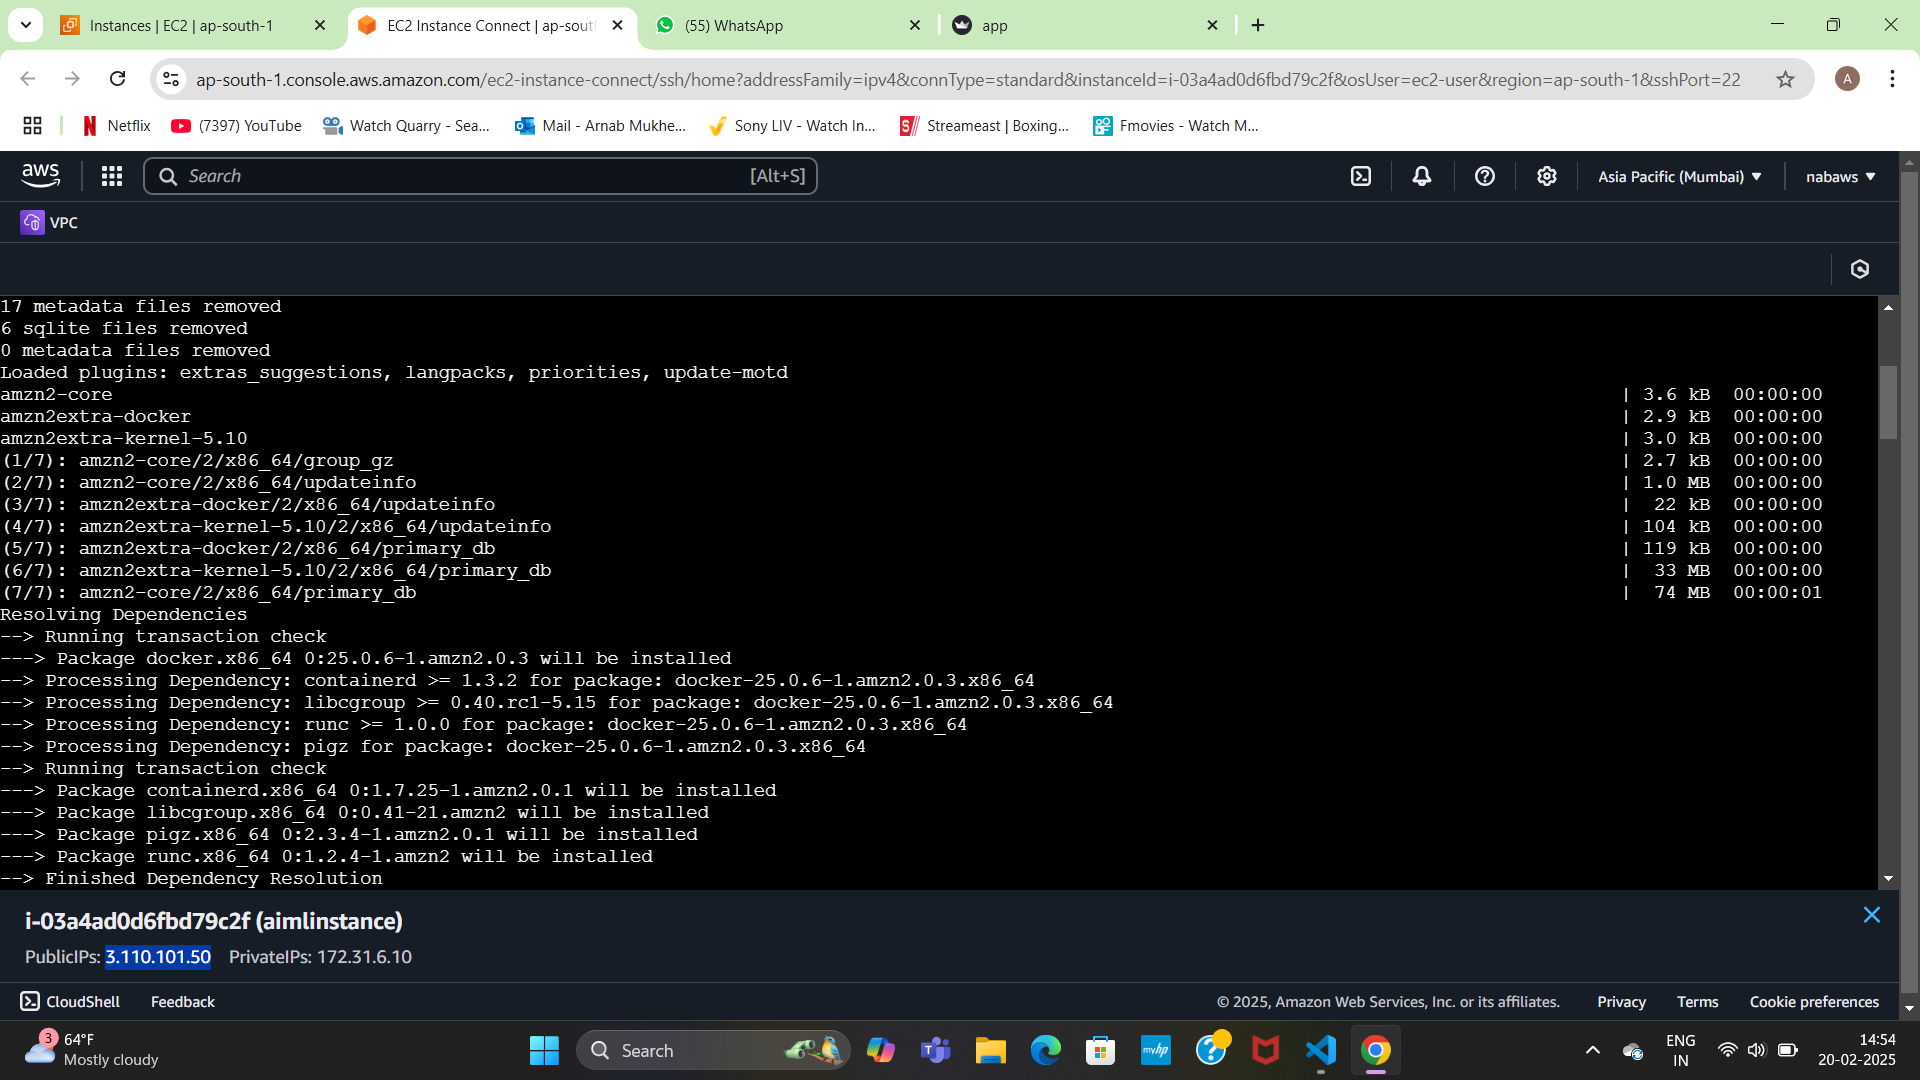 Instances | EC2 | ap-south-1
EC2 Instance Connect | ap-sout
(55) WhatsApp
app
ap-south-1.console.aws.amazon.com/ec2-instance-connect/ssh/home?addressFamily=ipv4&connType=standard&instanceId=i-03a4ad0d6fbd79c2f&osUser=ec2-user&region=ap-south-1&sshPort=22
A
Netflix
(7397) YouTube
Watch Quarry - Sea...
Mail - Arnab Mukhe...
Sony LIV - Watch In...
Streameast | Boxing...
Fmovies - Watch M...
aws
Search
[Alt+S]
Asia Pacific (Mumbai)
nabaws
VPC
17 metadata files removed
6 sqlite files removed
0 metadata files removed
Loaded plugins: extras_suggestions, langpacks, priorities, update-motd
amzn2-core | 3.6 kB 00:00:00
amzn2extra-docker | 2.9 kB 00:00:00
amzn2extra-kernel-5.10 | 3.0 kB 00:00:00
(1/7): amzn2-core/2/x86_64/group_gz | 2.7 kB 00:00:00
(2/7): amzn2-core/2/x86_64/updateinfo | 1.0 MB 00:00:00
(3/7): amzn2extra-docker/2/x86_64/updateinfo | 22 kB 00:00:00
(4/7): amzn2extra-kernel-5.10/2/x86_64/updateinfo | 104 kB 00:00:00
(5/7): amzn2extra-docker/2/x86_64/primary_db | 119 kB 00:00:00
(6/7): amzn2extra-kernel-5.10/2/x86_64/primary_db | 33 MB 00:00:00
(7/7): amzn2-core/2/x86_64/primary_db | 74 MB 00:00:01
Resolving Dependencies
--> Running transaction check
---> Package docker.x86_64 0:25.0.6-1.amzn2.0.3 will be installed
--> Processing Dependency: containerd >= 1.3.2 for package: docker-25.0.6-1.amzn2.0.3.x86_64
--> Processing Dependency: libcgroup >= 0.40.rc1-5.15 for package: docker-25.0.6-1.amzn2.0.3.x86_64
--> Processing Dependency: runc >= 1.0.0 for package: docker-25.0.6-1.amzn2.0.3.x86_64
--> Processing Dependency: pigz for package: docker-25.0.6-1.amzn2.0.3.x86_64
--> Running transaction check
---> Package containerd.x86_64 0:1.7.25-1.amzn2.0.1 will be installed
---> Package libcgroup.x86_64 0:0.41-21.amzn2 will be installed
---> Package pigz.x86_64 0:2.3.4-1.amzn2.0.1 will be installed
---> Package runc.x86_64 0:1.2.4-1.amzn2 will be installed
--> Finished Dependency Resolution
i-03a4ad0d6fbd79c2f (aimlinstance)
PublicIPs: 3.110.101.50 PrivateIPs: 172.31.6.10
CloudShell
Feedback
© 2025, Amazon Web Services, Inc. or its affiliates.
Privacy
Terms
Cookie preferences
3
64°F
Mostly cloudy
Search
myhp
ENG
IN
14:54
20-02-2025